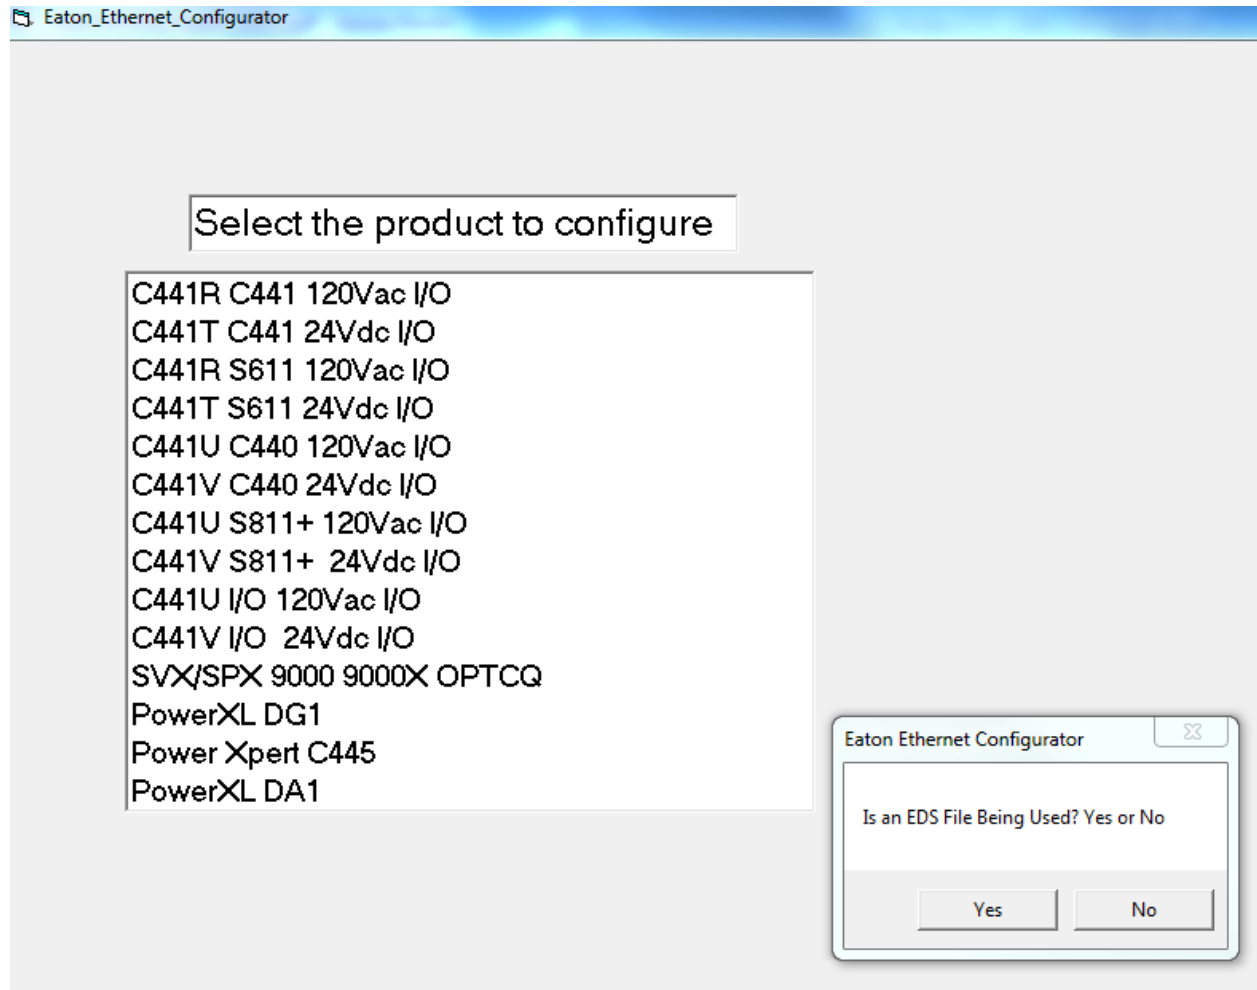 Eaton_Ethernet_Configurator
Select the product to configure
C441R C441 120Vac I/O
C441T C441 24Vdc I/O
C441R S611 120Vac I/O
C441T S611 24Vdc I/O
C441U C440 120Vac I/O
C441V C440 24Vdc I/O
C441U S811+ 120Vac I/O
C441V S811+  24Vdc I/O
C441U I/O 120Vac I/O
C441V I/O  24Vdc I/O
SVX/SPX 9000 9000X OPTCQ
PowerXL DG1
Power Xpert C445
PowerXL DA1
Eaton Ethernet Configurator
Is an EDS File Being Used? Yes or No
Yes No